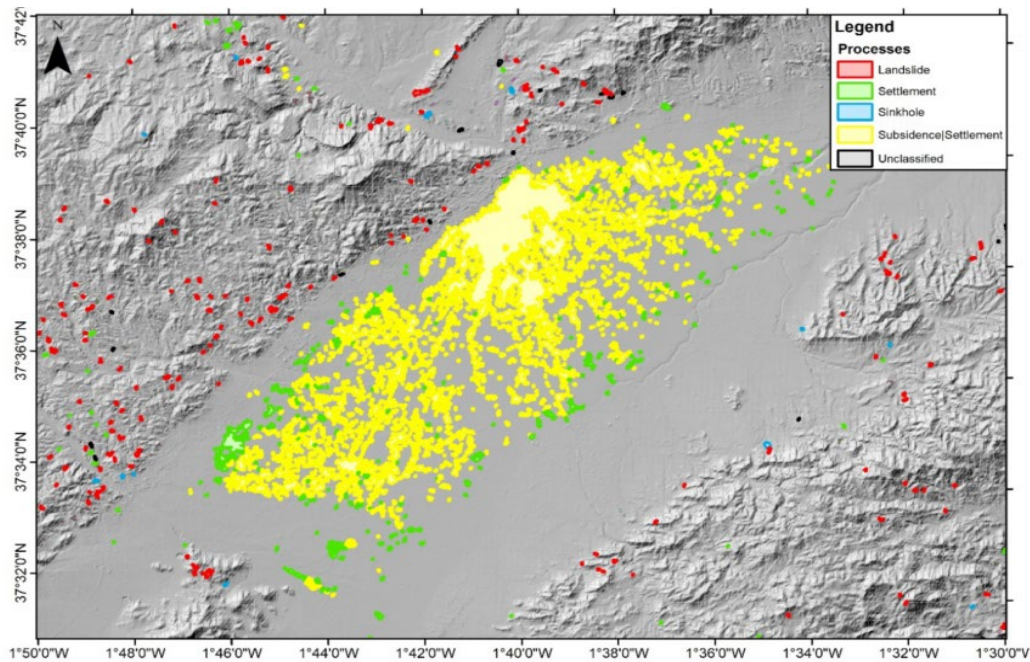 N
Legend
Processes
Landslide
Settlement
Sinkhole
Subsidence|Settlement
Unclassified
37°42'
37°40'0"N
37°38'0"N
37°36'0"N
37°34'0"N
37°32'0"N
1°50'0"W 1°48'0"W 1°46'0"W 1°44'0"W 1°42'0"W 1°40'0"W 1°38'0"W 1°36'0"W 1°34'0"W 1°32'0"W 1°30'0"W